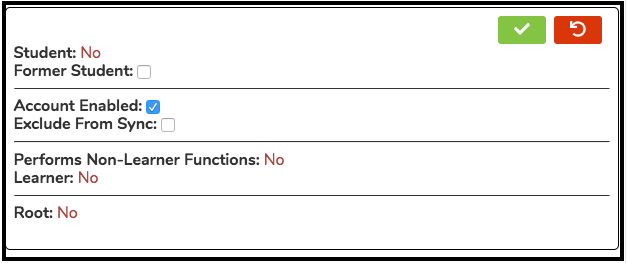 Student: No
Former Student:
Account Enabled:
Exclude From Sync:
Performs Non-Learner Functions: No
Learner: No
Root: No